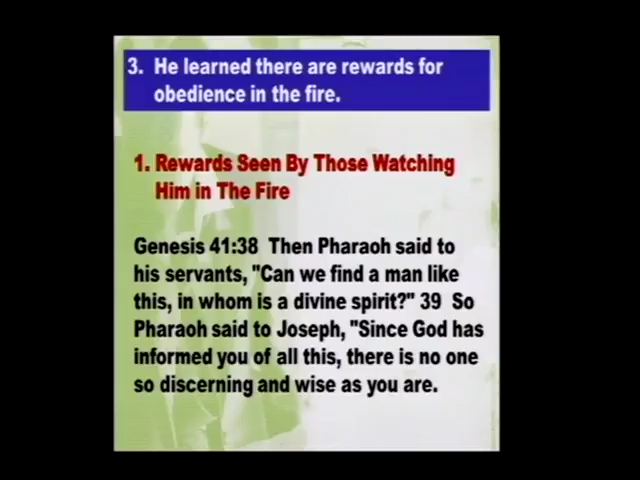 3. He learned there are rewards for
obedience in the fire.
1. Rewards Seen By Those Watching
Him in The Fire
Genesis 41:38 Then Pharaoh said to
his servants, "Can we find a man like
this, in whom is a divine spirit?" 39 So
Pharaoh said to Joseph, "Since God has
informed you of all this, there is no one
so discerning and wise as you are.